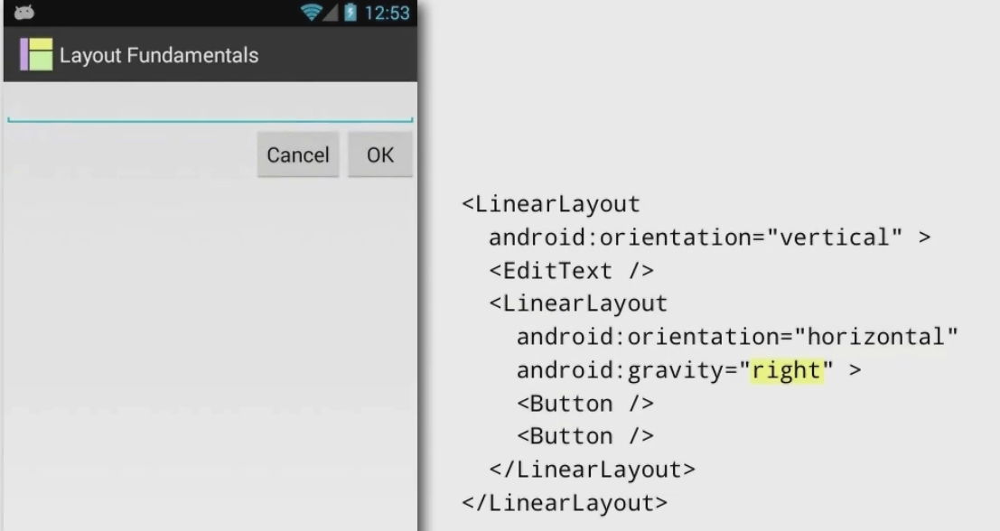 12:53
Layout Fundamentals
Cancel OK
<LinearLayout
android:orientation="vertical" >
<EditText />
<LinearLayout
android:orientation="horizontal"
android:gravity="right" >
<Button />
<Button />
</LinearLayout>
</LinearLayout>